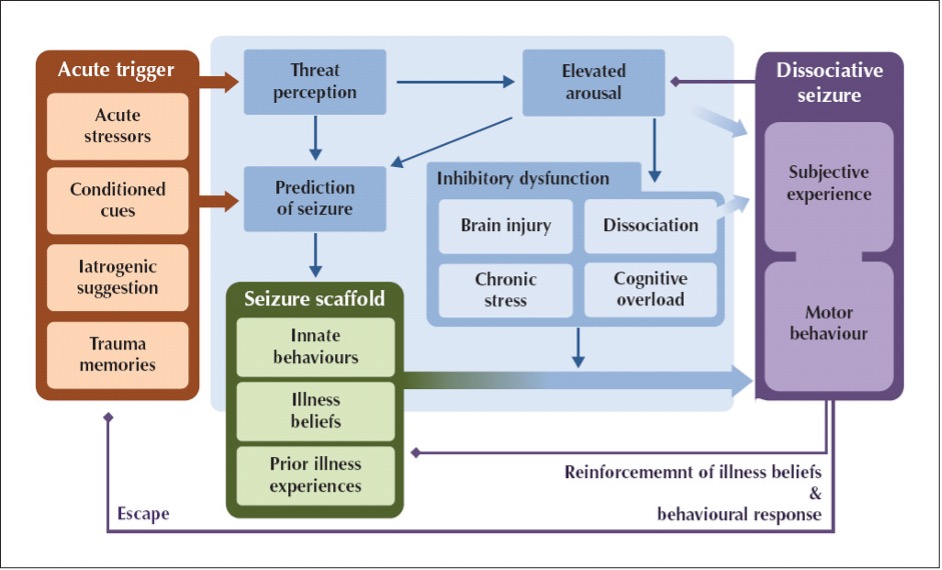 Acute trigger
Acute
stressors
Conditioned
cues
Iatrogenic
suggestion
Trauma
memories
Threat
perception
Elevated
arousal
Prediction
of seizure
Inhibitory dysfunction
Brain injury
Dissociation
Chronic
stress
Cognitive
overload
Seizure scaffold
Innate
behaviours
Illness
beliefs
Prior illness
experiences
Dissociative
seizure
Subjective
experience
Motor
behaviour
Reinforcememnt of illness beliefs
&
behavioural response
Escape